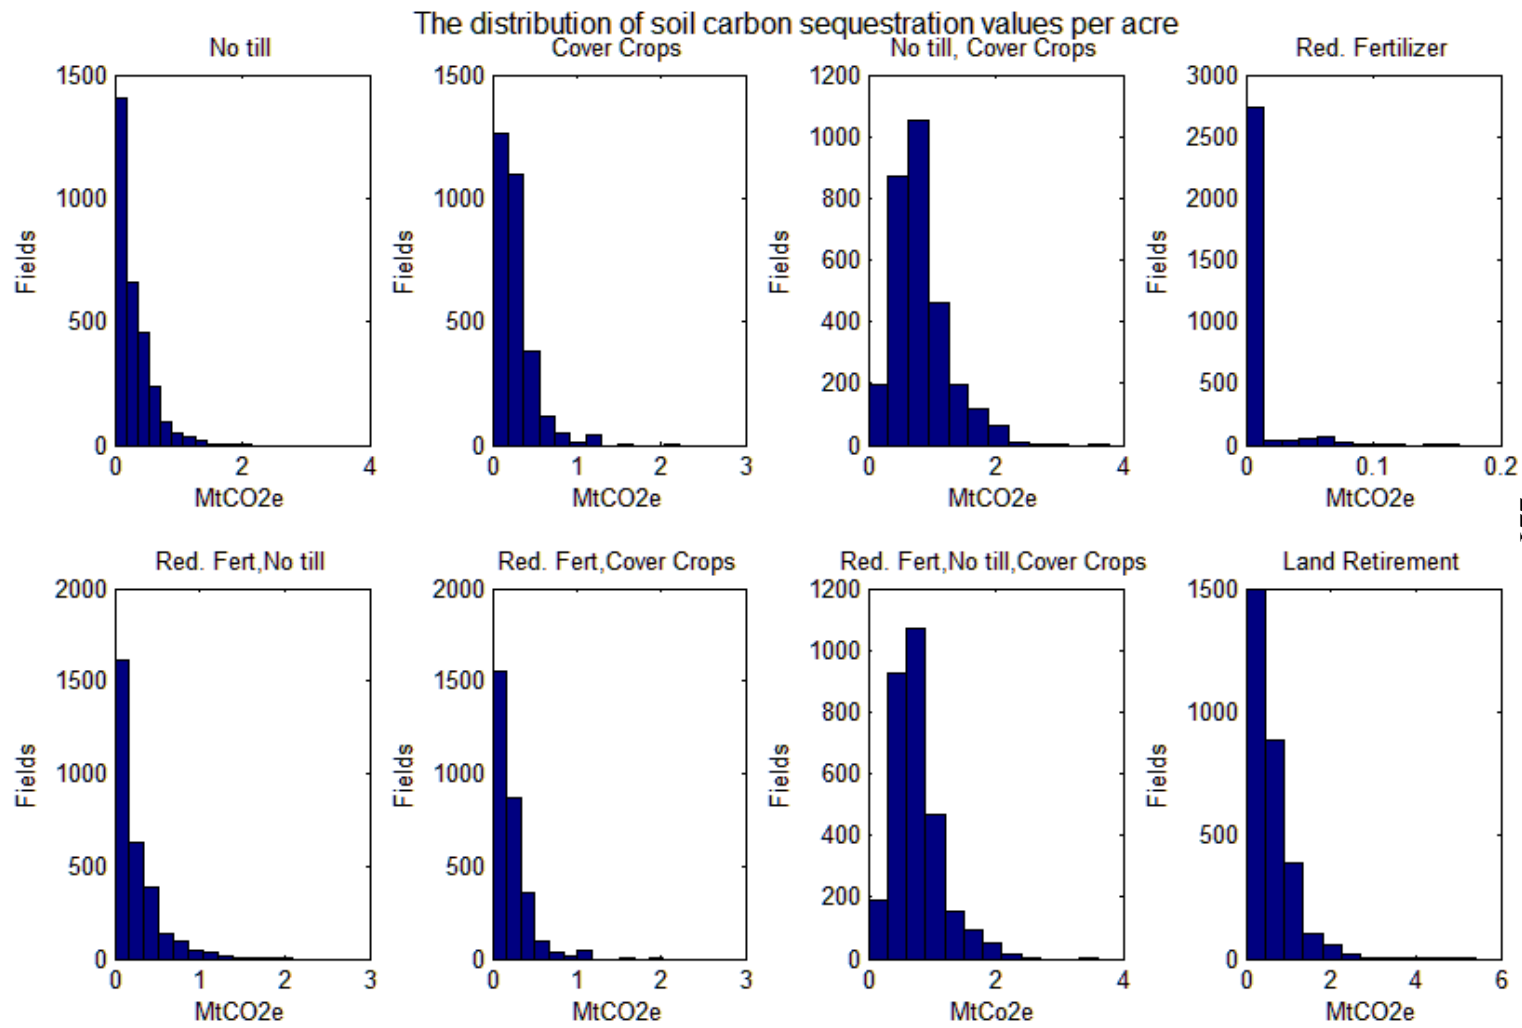 The distribution of soil carbon sequestration values per acre
No till
1500
1000
500
0
0 2 4
Fields
MtCO2e
Cover Crops
1500
1000
500
0
0 1 2 3
Fields
MtCO2e
No till, Cover Crops
1200
1000
800
600
400
200
0
0 2 4
Fields
MtCO2e
Red. Fertilizer
3000
2500
2000
1500
1000
500
0
0 0.1 0.2
Fields
MtCO2e
Red. Fert,No till
2000
1500
1000
500
0
0 1 2 3
Fields
MtCO2e
Red. Fert,Cover Crops
2000
1500
1000
500
0
0 1 2 3
Fields
MtCO2e
Red. Fert,No till,Cover Crops
1200
1000
800
600
400
200
0
0 2 4
Fields
MtCo2e
Land Retirement
1500
1000
500
0
0 2 4 6
Fields
MtCO2e